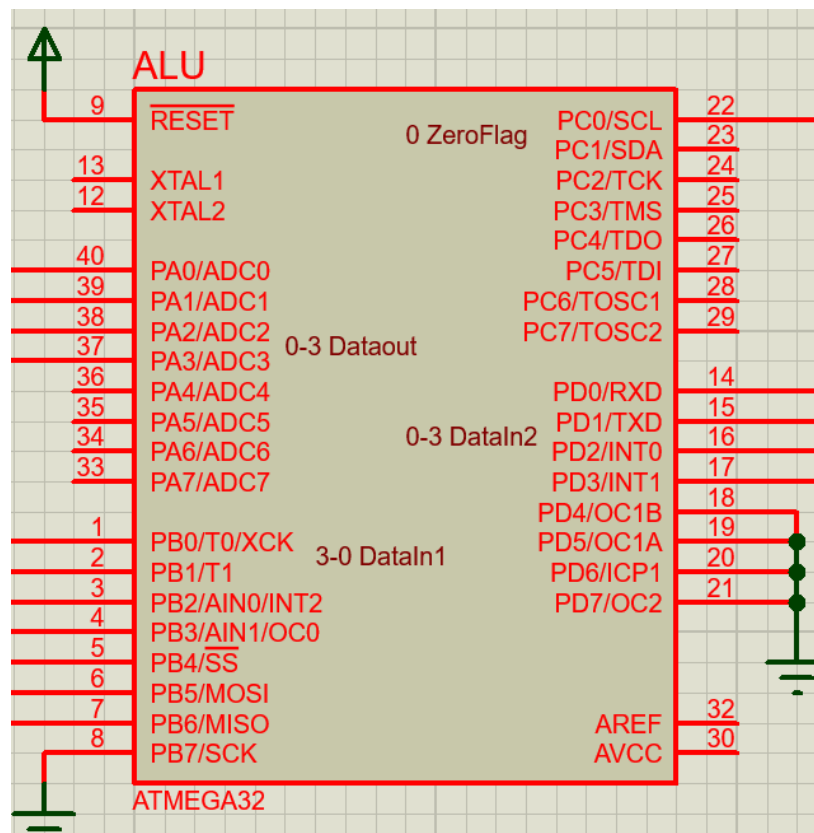 ALU
9 RESET
13 XTAL1
12 XTAL2
40 PA0/ADC0
39 PA1/ADC1
38 PA2/ADC2
37 PA3/ADC3
36 PA4/ADC4
35 PA5/ADC5
34 PA6/ADC6
33 PA7/ADC7
1 PB0/T0/XCK
2 PB1/T1
3 PB2/AIN0/INT2
4 PB3/AIN1/OC0
5 PB4/SS
6 PB5/MOSI
7 PB6/MISO
8 PB7/SCK
0 ZeroFlag
0-3 Dataout
0-3 DataIn2
3-0 DataIn1
PC0/SCL 22
PC1/SDA 23
PC2/TCK 24
PC3/TMS 25
PC4/TDO 26
PC5/TDI 27
PC6/TOSC1 28
PC7/TOSC2 29
PD0/RXD 14
PD1/TXD 15
PD2/INT0 16
PD3/INT1 17
PD4/OC1B 18
PD5/OC1A 19
PD6/ICP1 20
PD7/OC2 21
AREF 32
AVCC 30
ATMEGA32